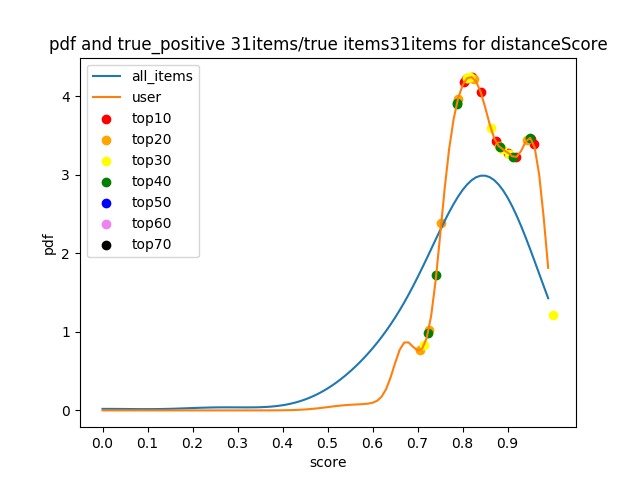 pdf and true_positive 31items/true items31items for distanceScore
all_items
user
top10
top20
top30
top40
top50
top60
top70
pdf
4
3
2
1
0
0.0 0.1 0.2 0.3 0.4 0.5 0.6 0.7 0.8 0.9
score